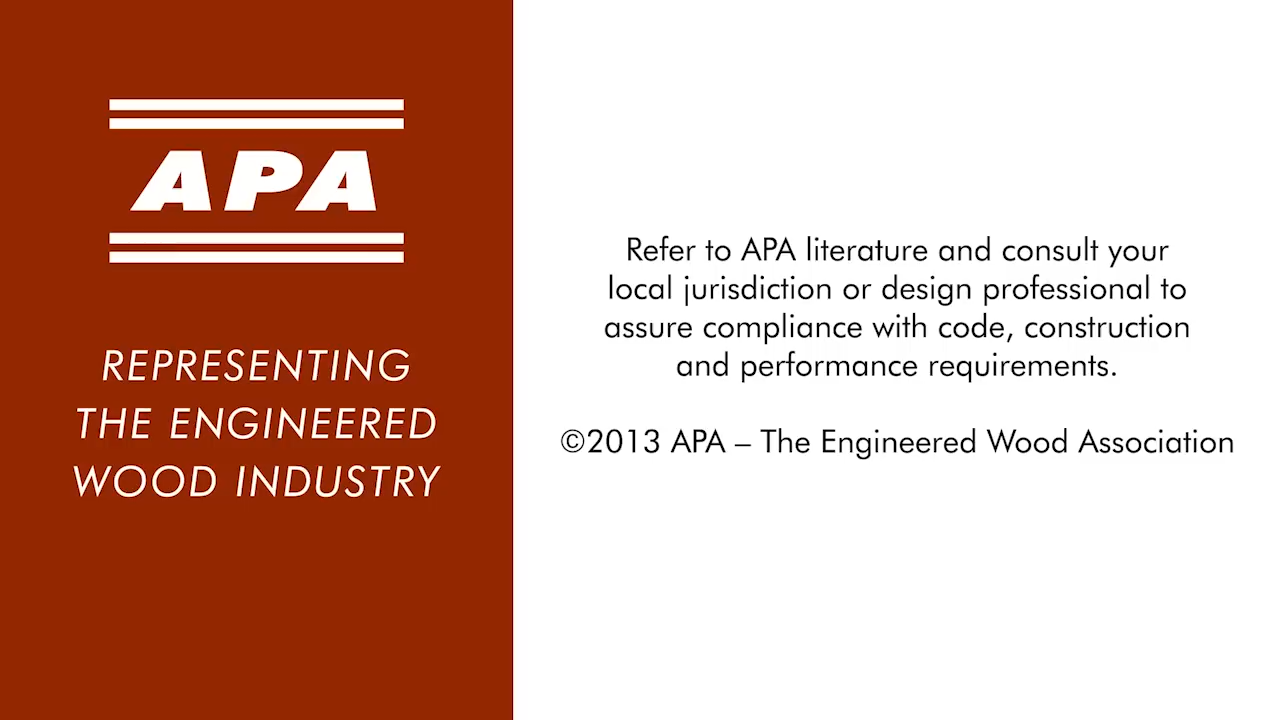 APA
REPRESENTING
THE ENGINEERED
WOOD INDUSTRY
Refer to APA literature and consult your
local jurisdiction or design professional to
assure compliance with code, construction
and performance requirements.
©2013 APA – The Engineered Wood Association